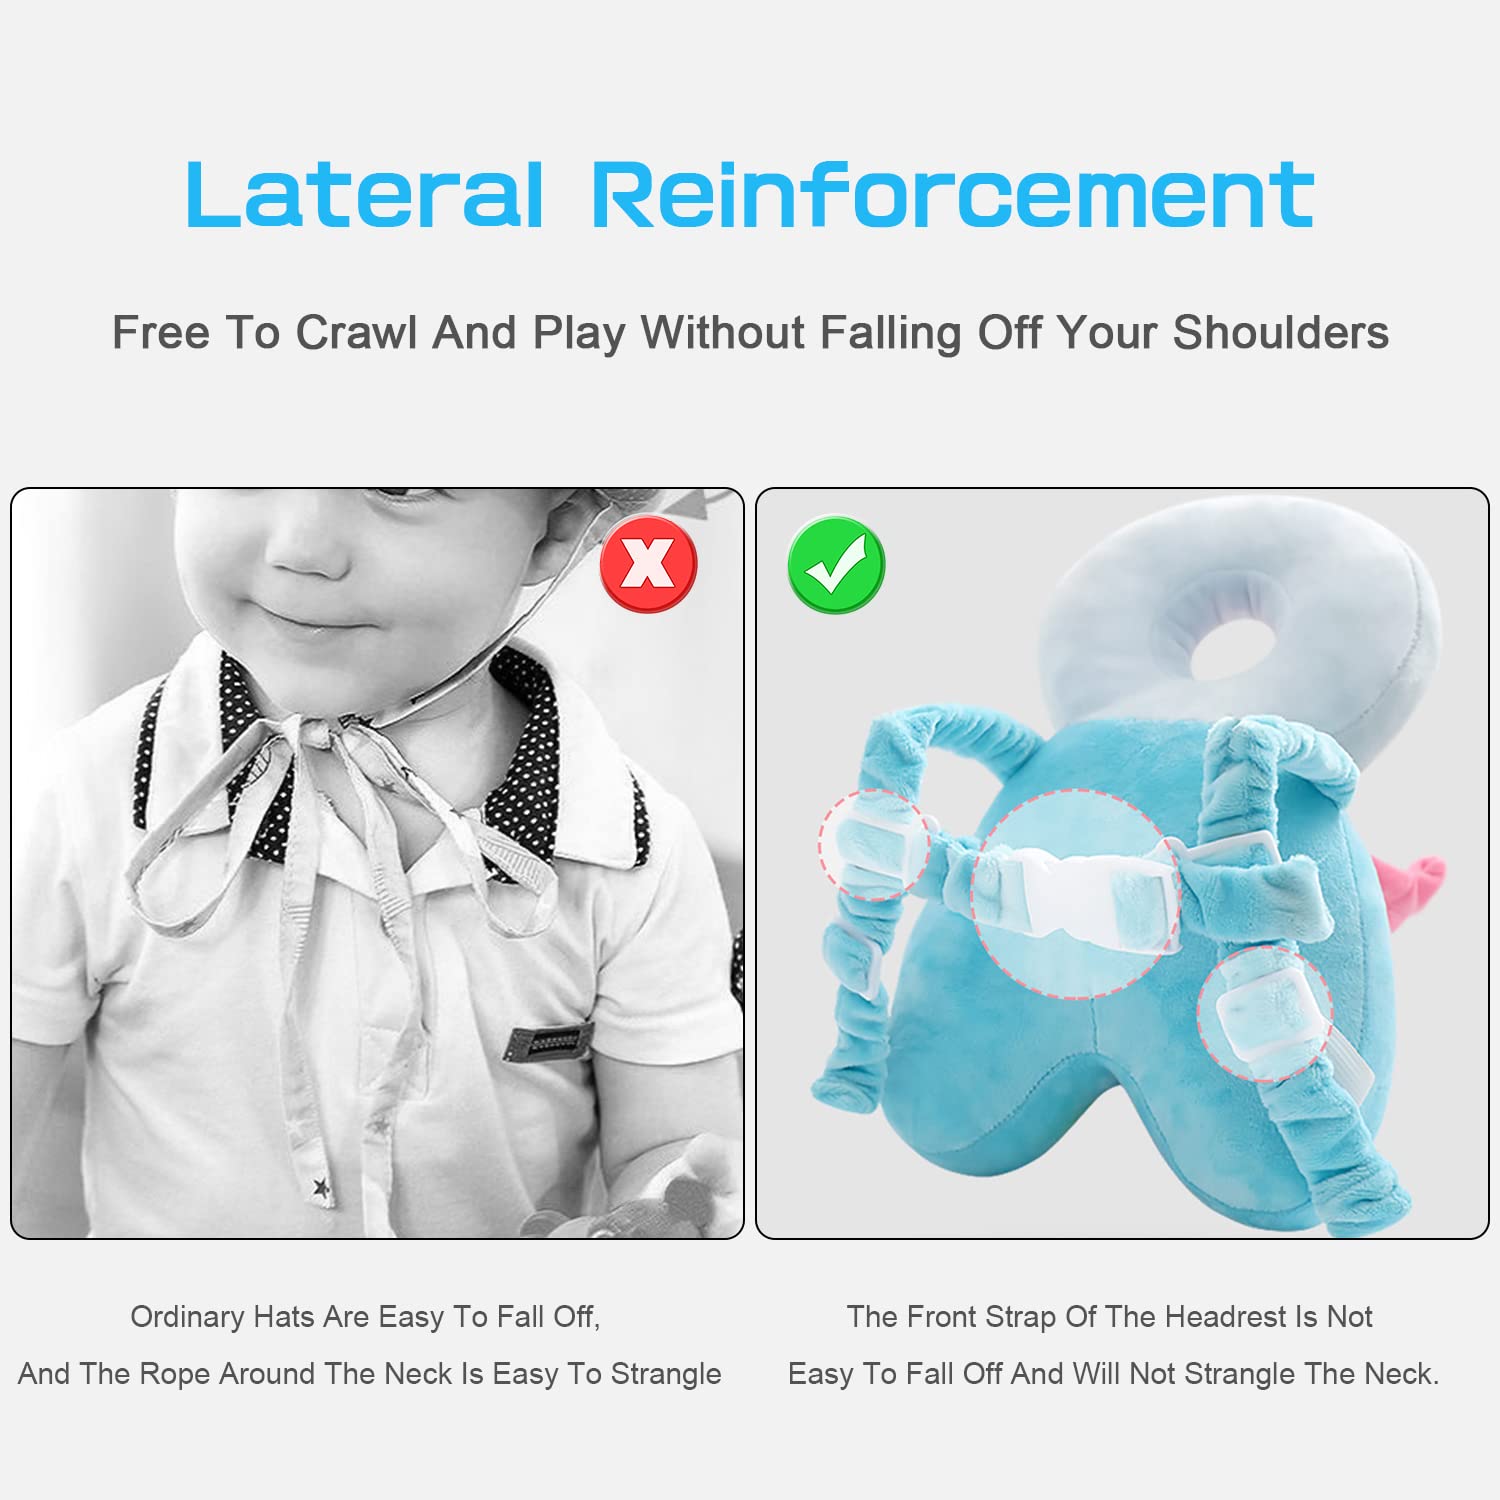 Lateral Reinforcement
Free To Crawl And Play Without Falling Off Your Shoulders
Ordinary Hats Are Easy To Fall Off,
And The Rope Around The Neck Is Easy To Strangle
The Front Strap Of The Headrest Is Not
Easy To Fall Off And Will Not Strangle The Neck.